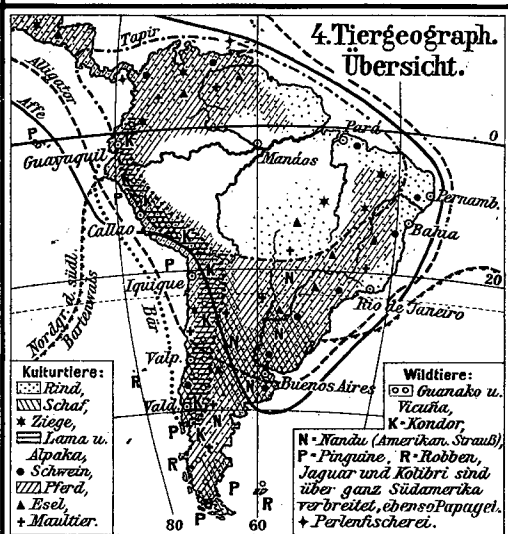 4. Tiergeograph.
Übersicht.
Tapir
Alligator
Affe
P
0
Guayaquil
K
Pará
Manáos
Pernamb.
P
Bahia
Callao
K
Nordgr. d. südl.
Bartenwals
P
K
N
20
Iquique
Rio de Janeiro
Bär
K
N
Valp.
R
Buenos Aires
Vald.
K
N
P
K
R
P
R
P
R
80
60
Kulturtiere:
Rind,
Schaf,
Ziege,
Lama u.
Alpaka,
Schwein,
Pferd,
Esel,
Maultier.
Wildtiere:
Guanako u.
Vicuña,
K-Kondor,
N-Nandu (Amerikan. Strauß),
P-Pinguine, R-Robben,
Jaguar und Kolibri sind
über ganz Südamerika
verbreitet, ebenso Papagei.
Perlenfischerei.